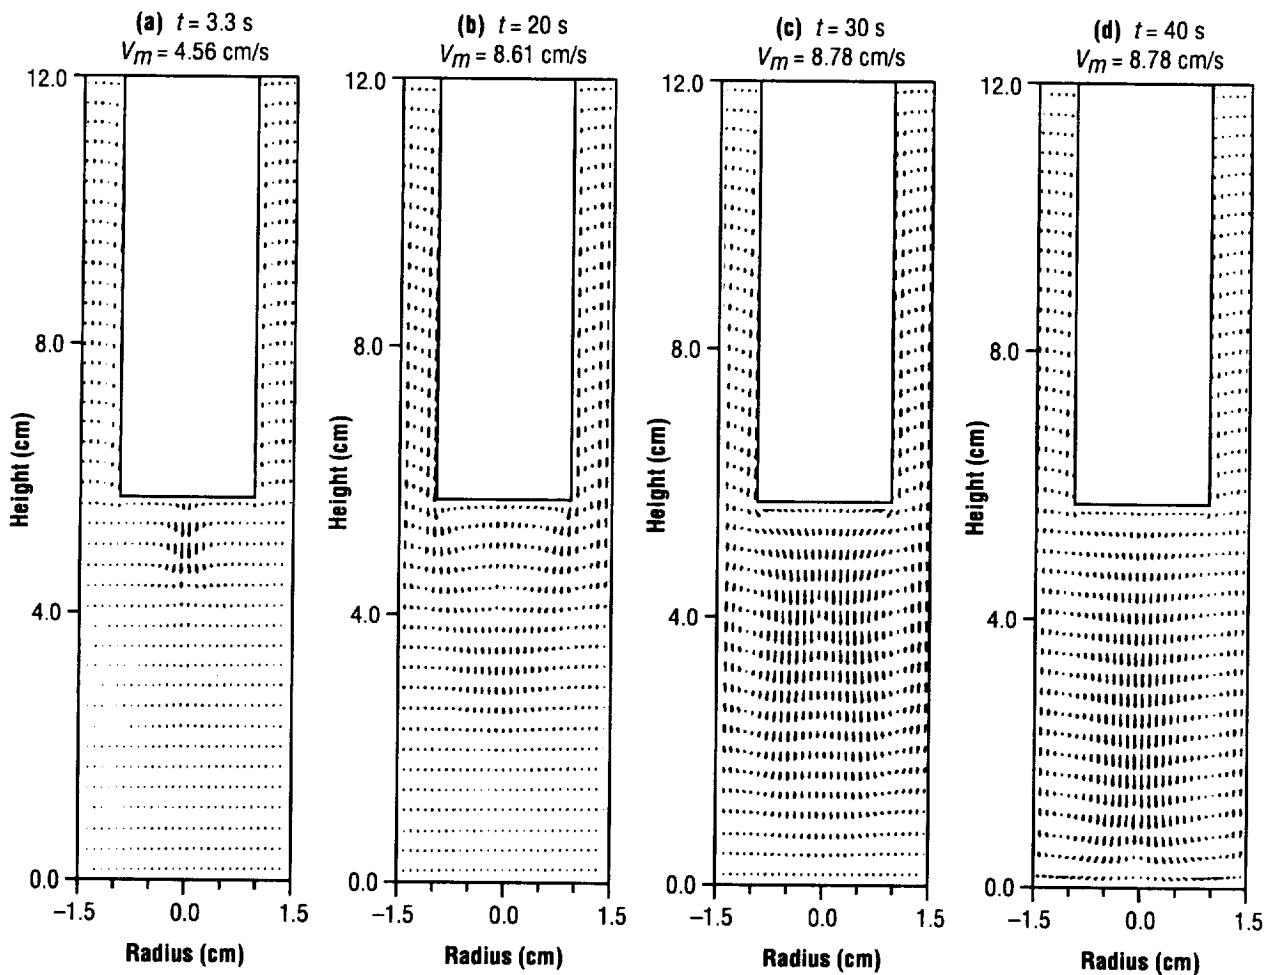 (a) t = 3.3 s
Vm = 4.56 cm/s
12.0
8.0
4.0
0.0
Height (cm)
−1.5 0.0 1.5
Radius (cm)
(b) t = 20 s
Vm = 8.61 cm/s
12.0
8.0
4.0
0.0
Height (cm)
−1.5 0.0 1.5
Radius (cm)
(c) t = 30 s
Vm = 8.78 cm/s
12.0
8.0
4.0
0.0
Height (cm)
−1.5 0.0 1.5
Radius (cm)
(d) t = 40 s
Vm = 8.78 cm/s
12.0
8.0
4.0
0.0
Height (cm)
−1.5 0.0 1.5
Radius (cm)